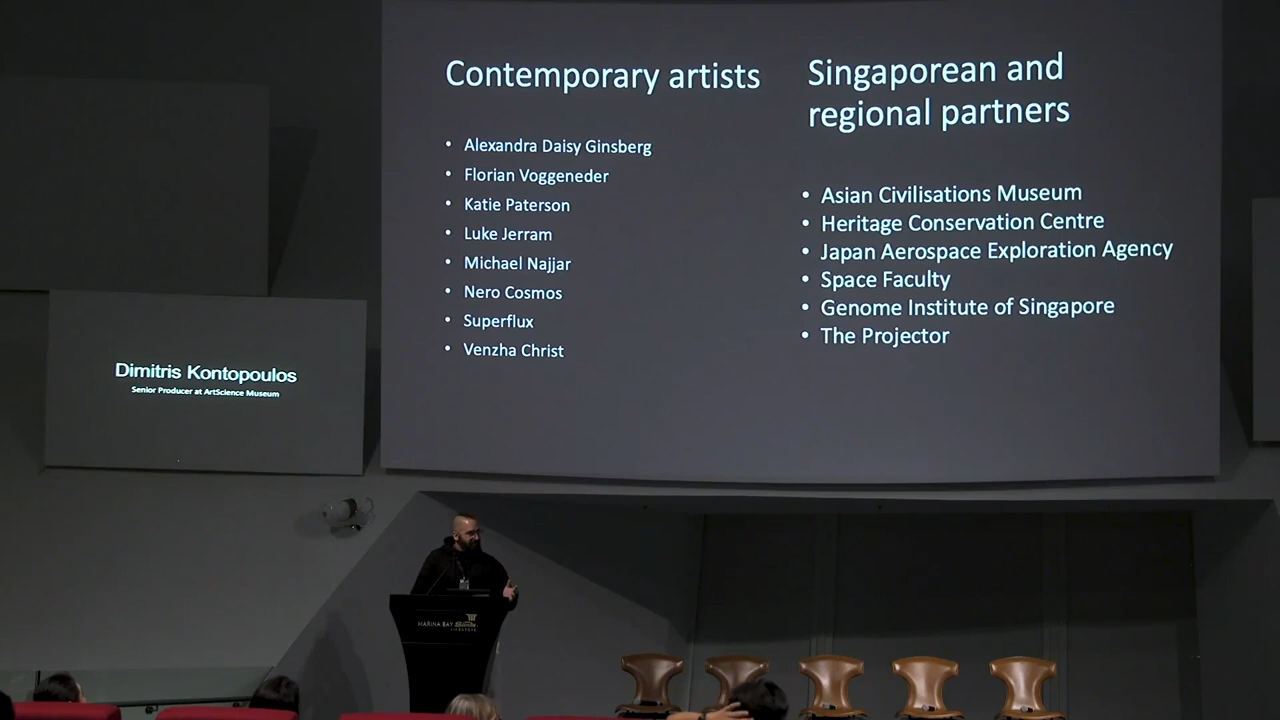 Contemporary artists
• Alexandra Daisy Ginsberg
• Florian Voggeneder
• Katie Paterson
• Luke Jerram
• Michael Najjar
• Nero Cosmos
• Superflux
• Venzha Christ
Singaporean and
regional partners
• Asian Civilisations Museum
• Heritage Conservation Centre
• Japan Aerospace Exploration Agency
• Space Faculty
• Genome Institute of Singapore
• The Projector
Dimitris Kontopoulos
Senior Producer at ArtScience Museum
MARINA BAY Sands
SINGAPORE